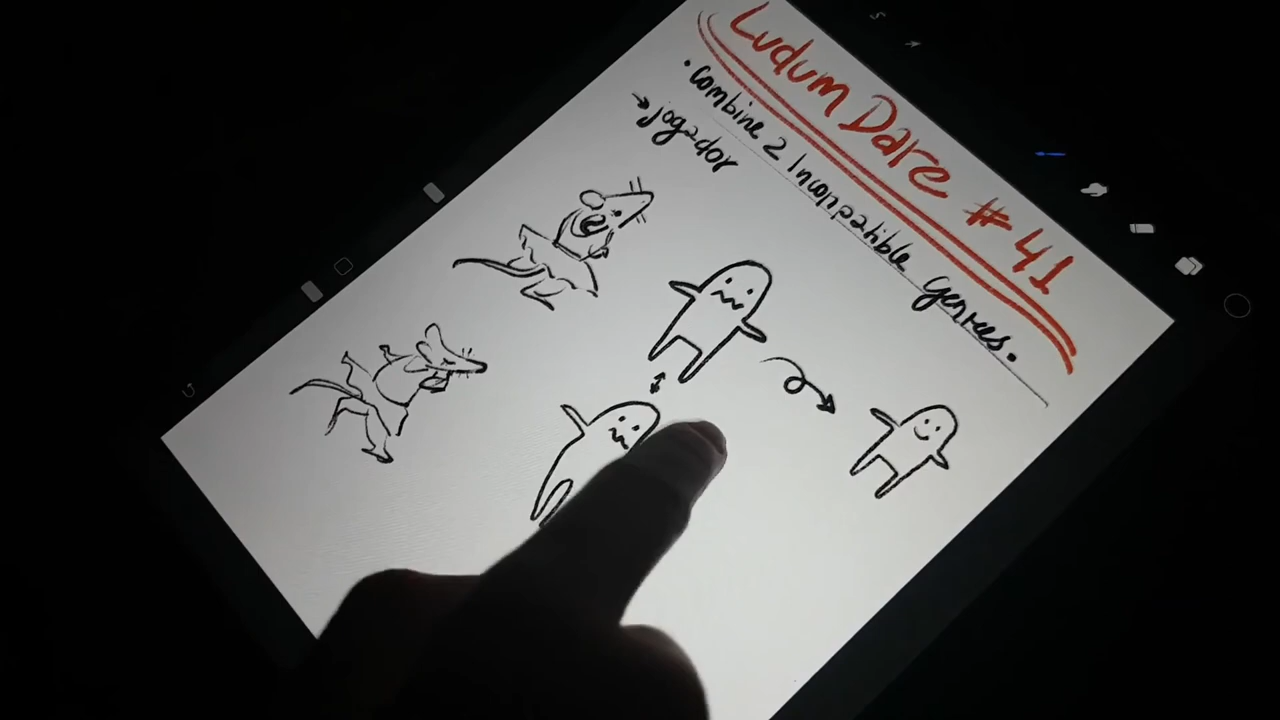 Ludum Dare #41
• combine 2 Incompatible Genres.
→ jogador